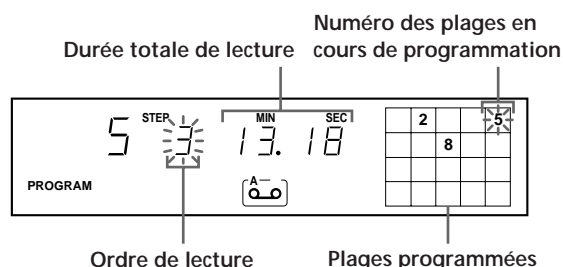 Numéro des plages en
Durée totale de lecture cours de programmation
5 STEP 3 MIN 13. SEC 18 2 5
8
PROGRAM A
Ordre de lecture Plages programmées